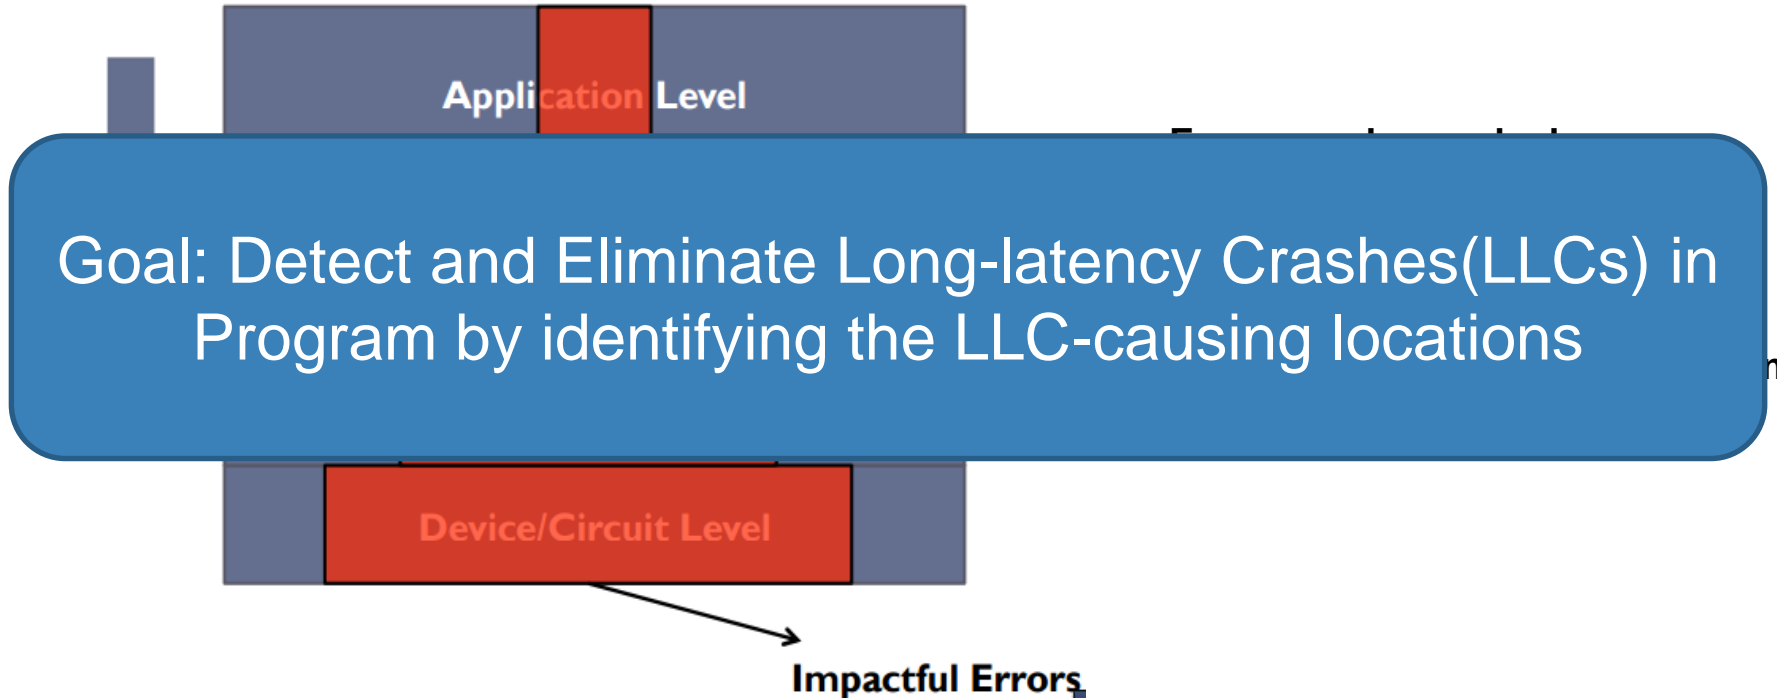 Application Level
Goal: Detect and Eliminate Long-latency Crashes(LLCs) in
Program by identifying the LLC-causing locations
Device/Circuit Level
Impactful Errors